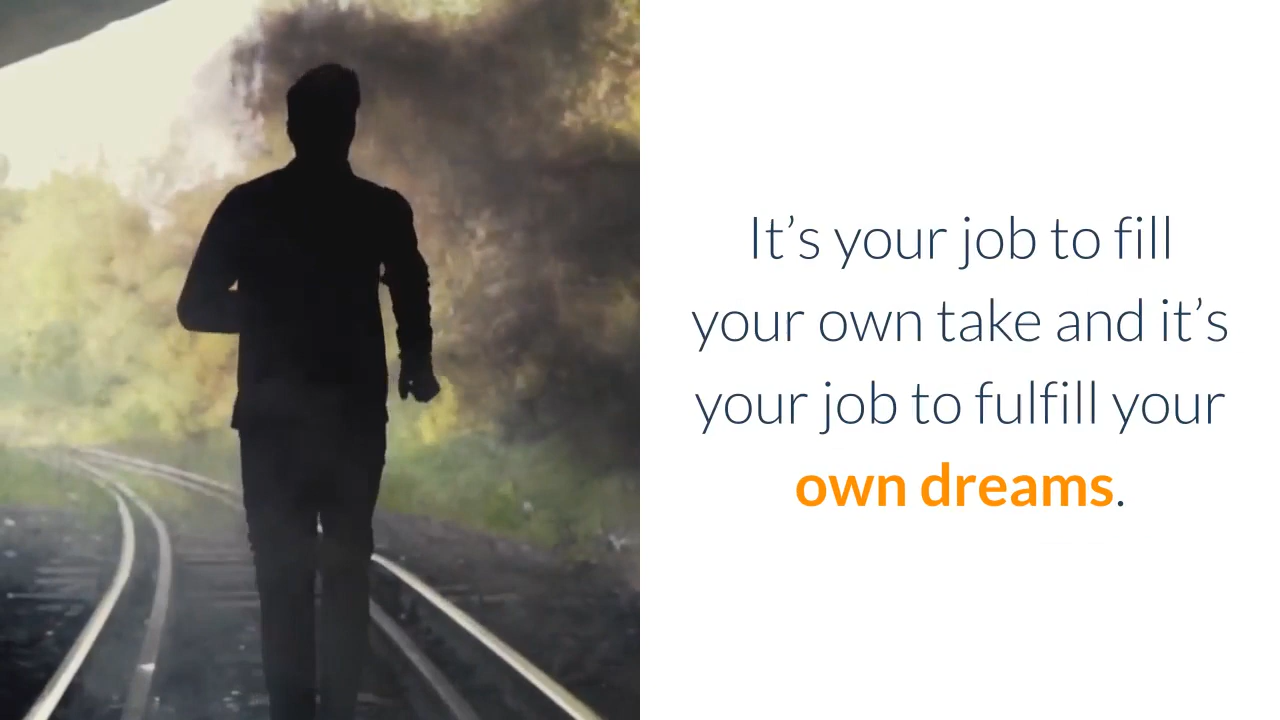 It’s your job to fill
your own take and it’s
your job to fulfill your
own dreams.